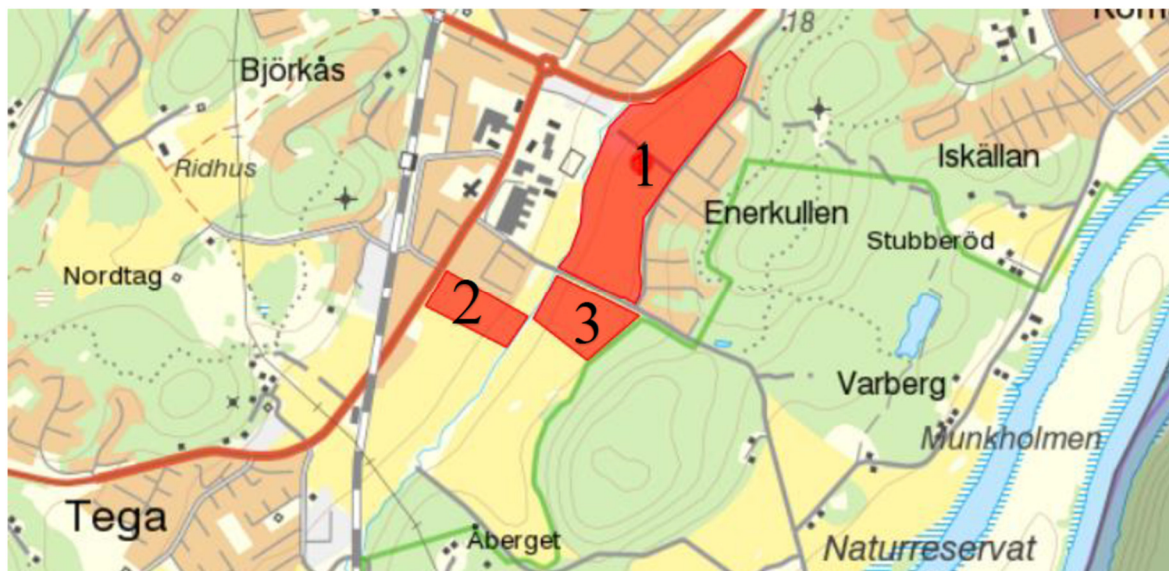 18
Björkås
Ridhus
1
Iskällan
Enerkullen
Stubberöd
Nordtag
2
3
Varberg
Munkholmen
Tega
Åberget
Naturreservat